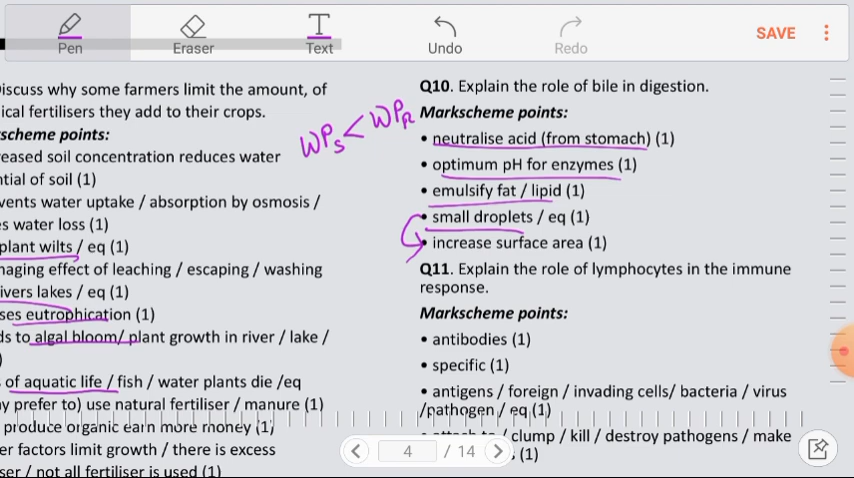 Pen
Eraser
Text
Undo
Redo
SAVE
iscuss why some farmers limit the amount, of
ical fertilisers they add to their crops.
scheme points:
eased soil concentration reduces water
ntial of soil (1)
vents water uptake / absorption by osmosis /
es water loss (1)
plant wilts / eq (1)
naging effect of leaching / escaping / washing
ivers lakes / eq (1)
ses eutrophication (1)
ds to algal bloom/ plant growth in river / lake /
)
of aquatic life / fish / water plants die /eq
y prefer to) use natural fertiliser / manure (1)
produce organic earn more money (1)
er factors limit growth / there is excess
ser / not all fertiliser is used (1)
WPs < WPR
Q10. Explain the role of bile in digestion.
Markscheme points:
• neutralise acid (from stomach) (1)
• optimum pH for enzymes (1)
• emulsify fat / lipid (1)
• small droplets / eq (1)
• increase surface area (1)
Q11. Explain the role of lymphocytes in the immune
response.
Markscheme points:
• antibodies (1)
• specific (1)
• antigens / foreign / invading cells/ bacteria / virus
/pathogen / eq (1)
/ clump / kill / destroy pathogens / make
(1)
4 / 14